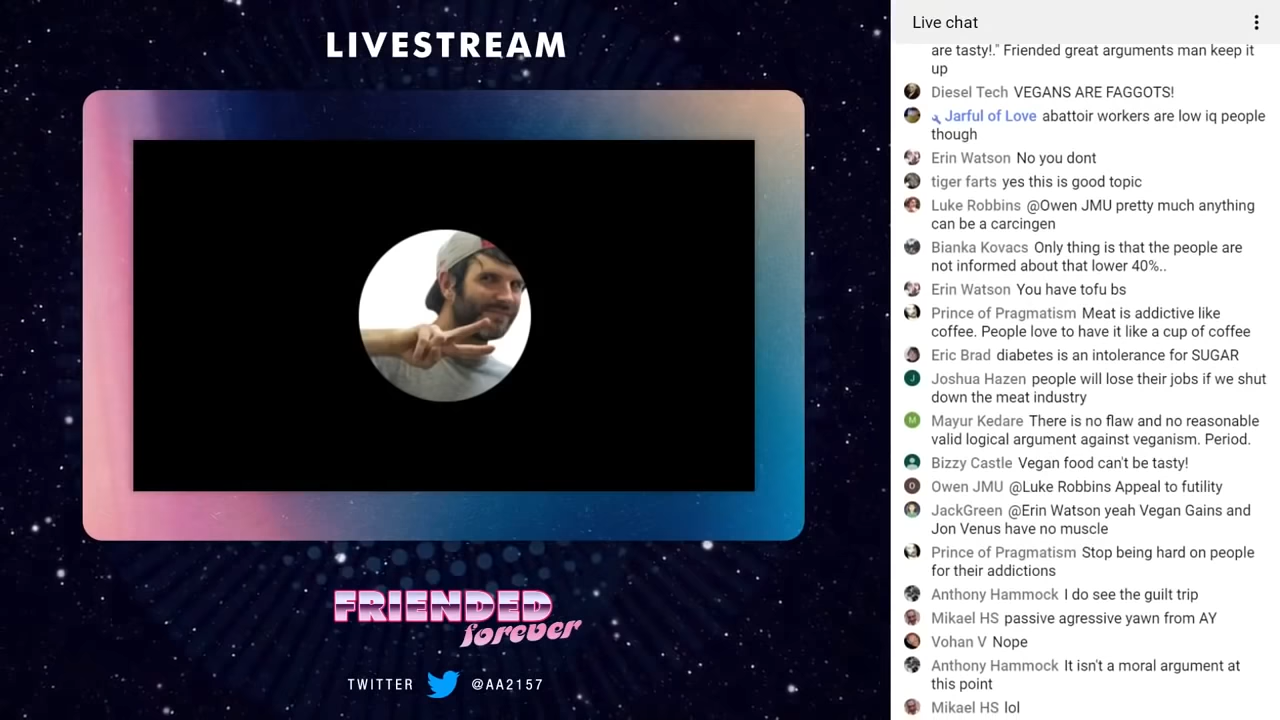 LIVESTREAM
FRIENDED
forever
TWITTER @AA2157
Live chat
are tasty!." Friended great arguments man keep it
up
Diesel Tech VEGANS ARE FAGGOTS!
Jarful of Love abattoir workers are low iq people
though
Erin Watson No you dont
tiger farts yes this is good topic
Luke Robbins @Owen JMU pretty much anything
can be a carcingen
Bianka Kovacs Only thing is that the people are
not informed about that lower 40%..
Erin Watson You have tofu bs
Prince of Pragmatism Meat is addictive like
coffee. People love to have it like a cup of coffee
Eric Brad diabetes is an intolerance for SUGAR
J Joshua Hazen people will lose their jobs if we shut
down the meat industry
M Mayur Kedare There is no flaw and no reasonable
valid logical argument against veganism. Period.
Bizzy Castle Vegan food can't be tasty!
O Owen JMU @Luke Robbins Appeal to futility
JackGreen @Erin Watson yeah Vegan Gains and
Jon Venus have no muscle
Prince of Pragmatism Stop being hard on people
for their addictions
Anthony Hammock I do see the guilt trip
Mikael HS passive agressive yawn from AY
Vohan V Nope
Anthony Hammock It isn't a moral argument at
this point
Mikael HS lol